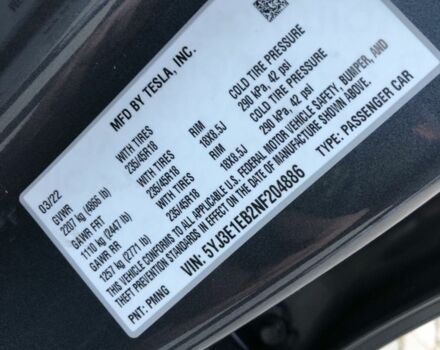 MFD BY TESLA, INC.
03/22
GVWR
2207 kg (4866 lb)
GAWR FRT WITH TIRES RIM COLD TIRE PRESSURE
1110 kg (2447 lb) 235/45R18 18X8.5J 290 kPa, 42 psi
GAWR RR WITH TIRES RIM COLD TIRE PRESSURE
1257 kg (2771 lb) 235/45R18 18X8.5J 290 kPa, 42 psi
THIS VEHICLE CONFORMS TO ALL APPLICABLE U.S. FEDERAL MOTOR VEHICLE SAFETY, BUMPER, AND
THEFT PREVENTION STANDARDS IN EFFECT ON THE DATE OF MANUFACTURE SHOWN ABOVE.
VIN: 5YJ3E1EB2NF204886 TYPE: PASSENGER CAR
PNT: PMNG